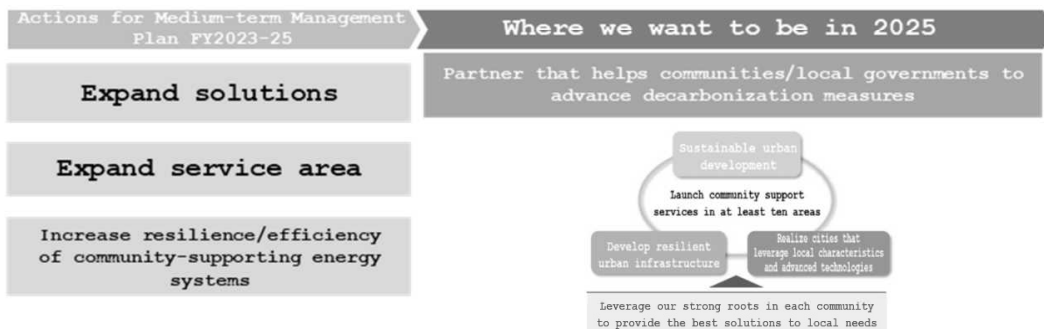 Actions for Medium-term Management
Plan FY2023-25
Where we want to be in 2025
Expand solutions
Expand service area
Increase resilience/efficiency
of community-supporting energy
systems
Partner that helps communities/local governments to
advance decarbonization measures
Sustainable urban
development
Launch community support
services in at least ten areas
Develop resilient
urban infrastructure
Realize cities that
leverage local characteristics
and advanced technologies
Leverage our strong roots in each community
to provide the best solutions to local needs